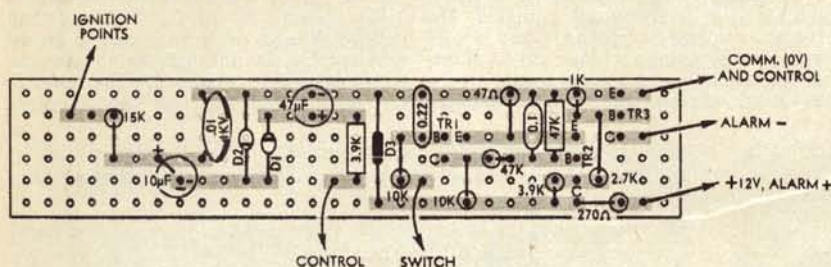 IGNITION
POINTS
COMM. (0V)
AND CONTROL
ALARM −
+12V, ALARM +
CONTROL
SWITCH
15K
.01
1KV
D2
D1
47µF
−
+
3.9K
D3
0.22
TR1
B
E
C
47Ω
0.1
47K
1K
E
TR2
B
C
E
B
TR3
C
+
10µF
−
10K
10K
47K
3.9K
2.7K
270Ω